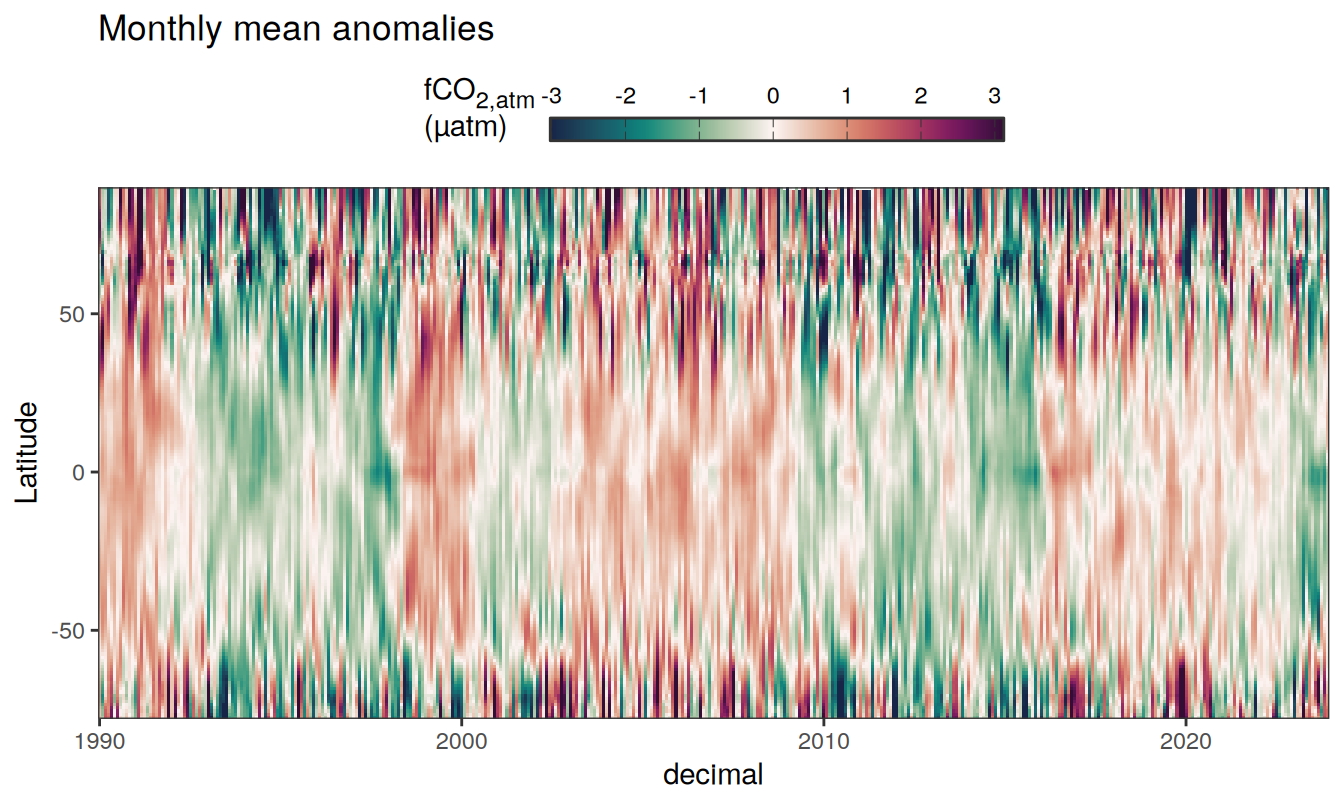 Monthly mean anomalies
fCO2,atm -3 -2 -1 0 1 2 3
(µatm)
50
0
-50
Latitude
1990 2000 2010 2020
decimal